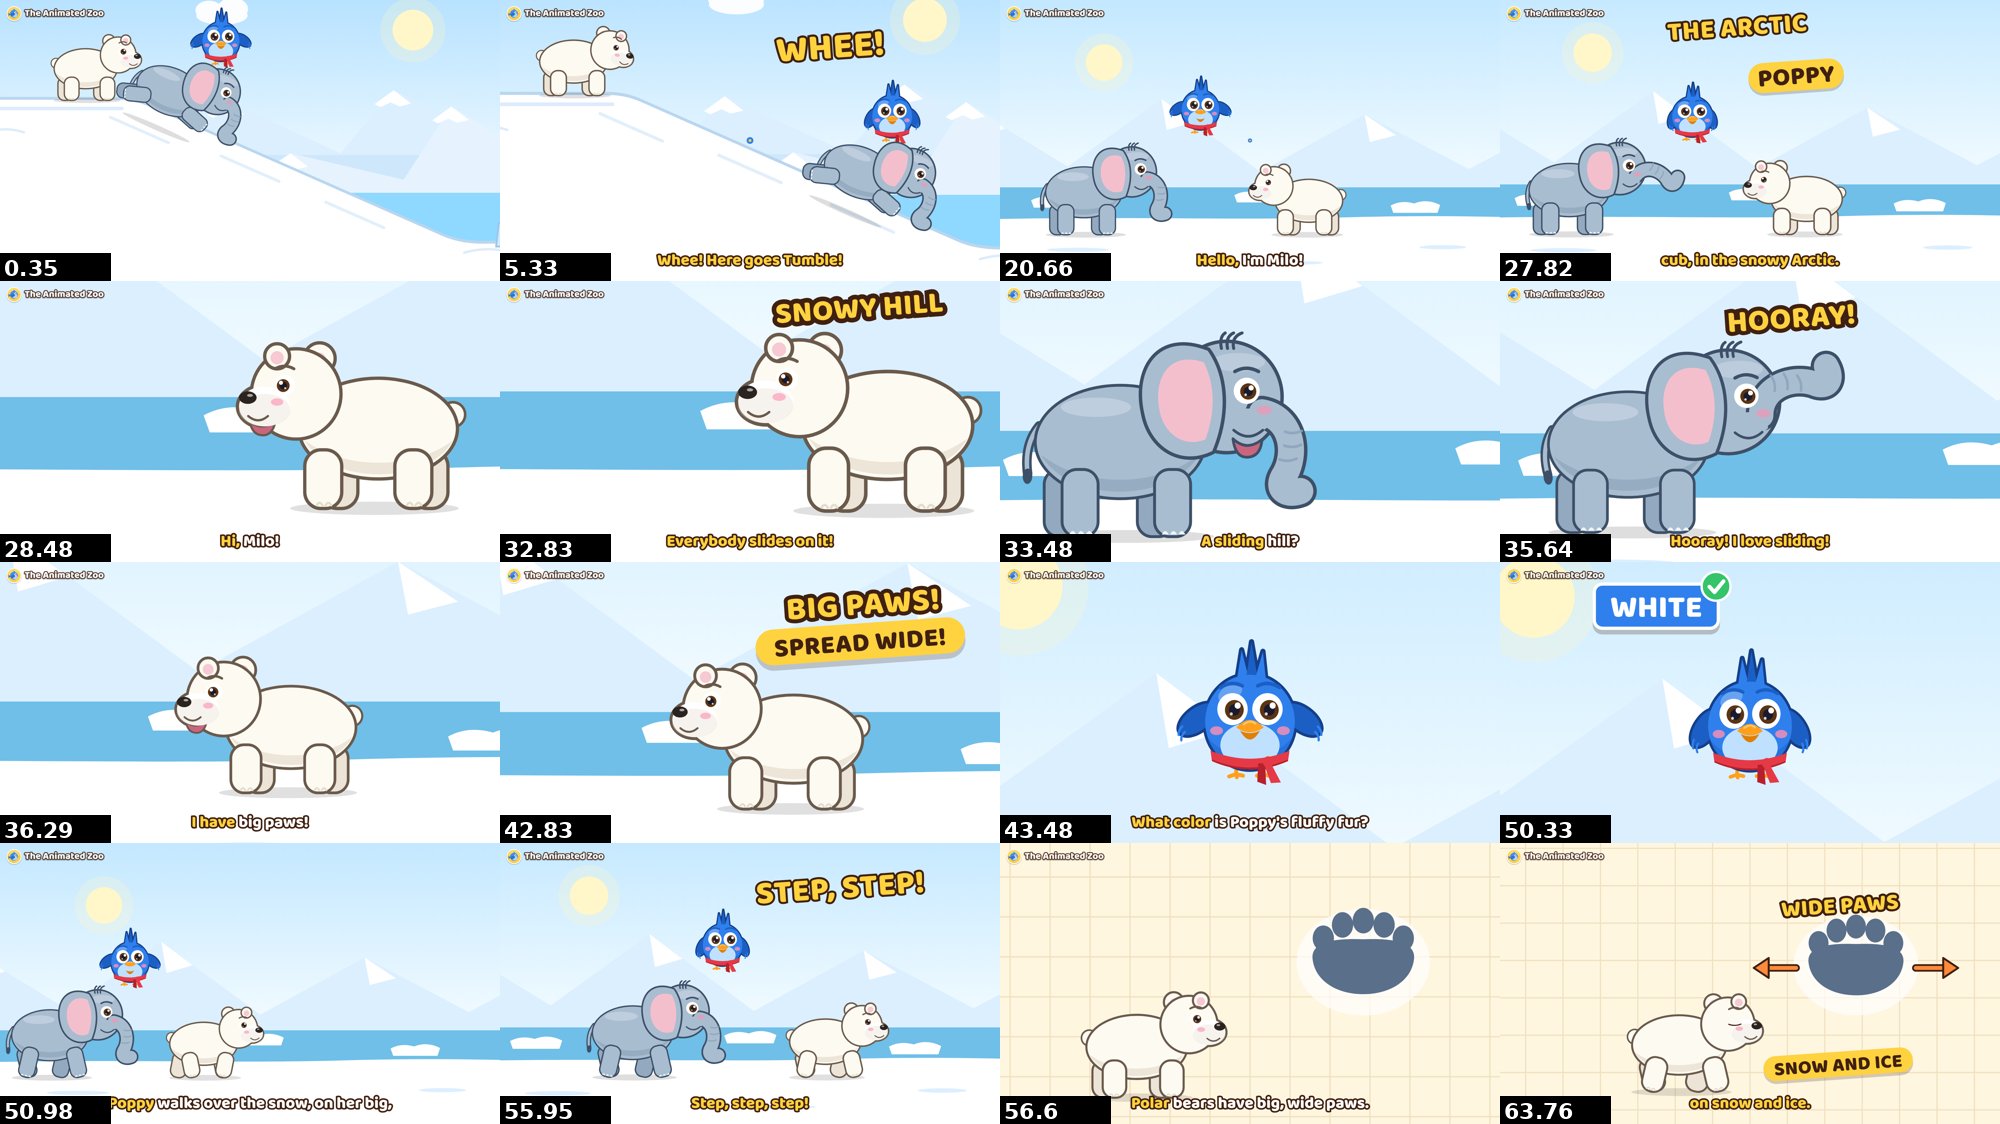 The Animated Zoo
0.35
The Animated Zoo
WHEE!
Whee! Here goes Tumble!
5.33
The Animated Zoo
Hello, I'm Milo!
20.66
The Animated Zoo
THE ARCTIC
POPPY
cub, in the snowy Arctic.
27.82
The Animated Zoo
Hi, Milo!
28.48
The Animated Zoo
SNOWY HILL
Everybody slides on it!
32.83
The Animated Zoo
A sliding hill?
33.48
The Animated Zoo
HOORAY!
Hooray! I love sliding!
35.64
The Animated Zoo
I have big paws!
36.29
The Animated Zoo
BIG PAWS!
SPREAD WIDE!
42.83
The Animated Zoo
What color is Poppy's fluffy fur?
43.48
The Animated Zoo
WHITE
50.33
The Animated Zoo
Poppy walks over the snow, on her big,
50.98
The Animated Zoo
STEP, STEP!
Step, step, step!
55.95
The Animated Zoo
Polar bears have big, wide paws.
56.6
The Animated Zoo
WIDE PAWS
SNOW AND ICE
on snow and ice.
63.76